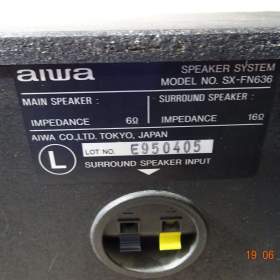 aiwa
SPEAKER SYSTEM
MODEL NO. SX-FN636
MAIN SPEAKER :
IMPEDANCE 6Ω
SURROUND SPEAKER :
IMPEDANCE 16Ω
AIWA CO.,LTD. TOKYO, JAPAN
L
LOT NO. E950405
SURROUND SPEAKER INPUT
19 06